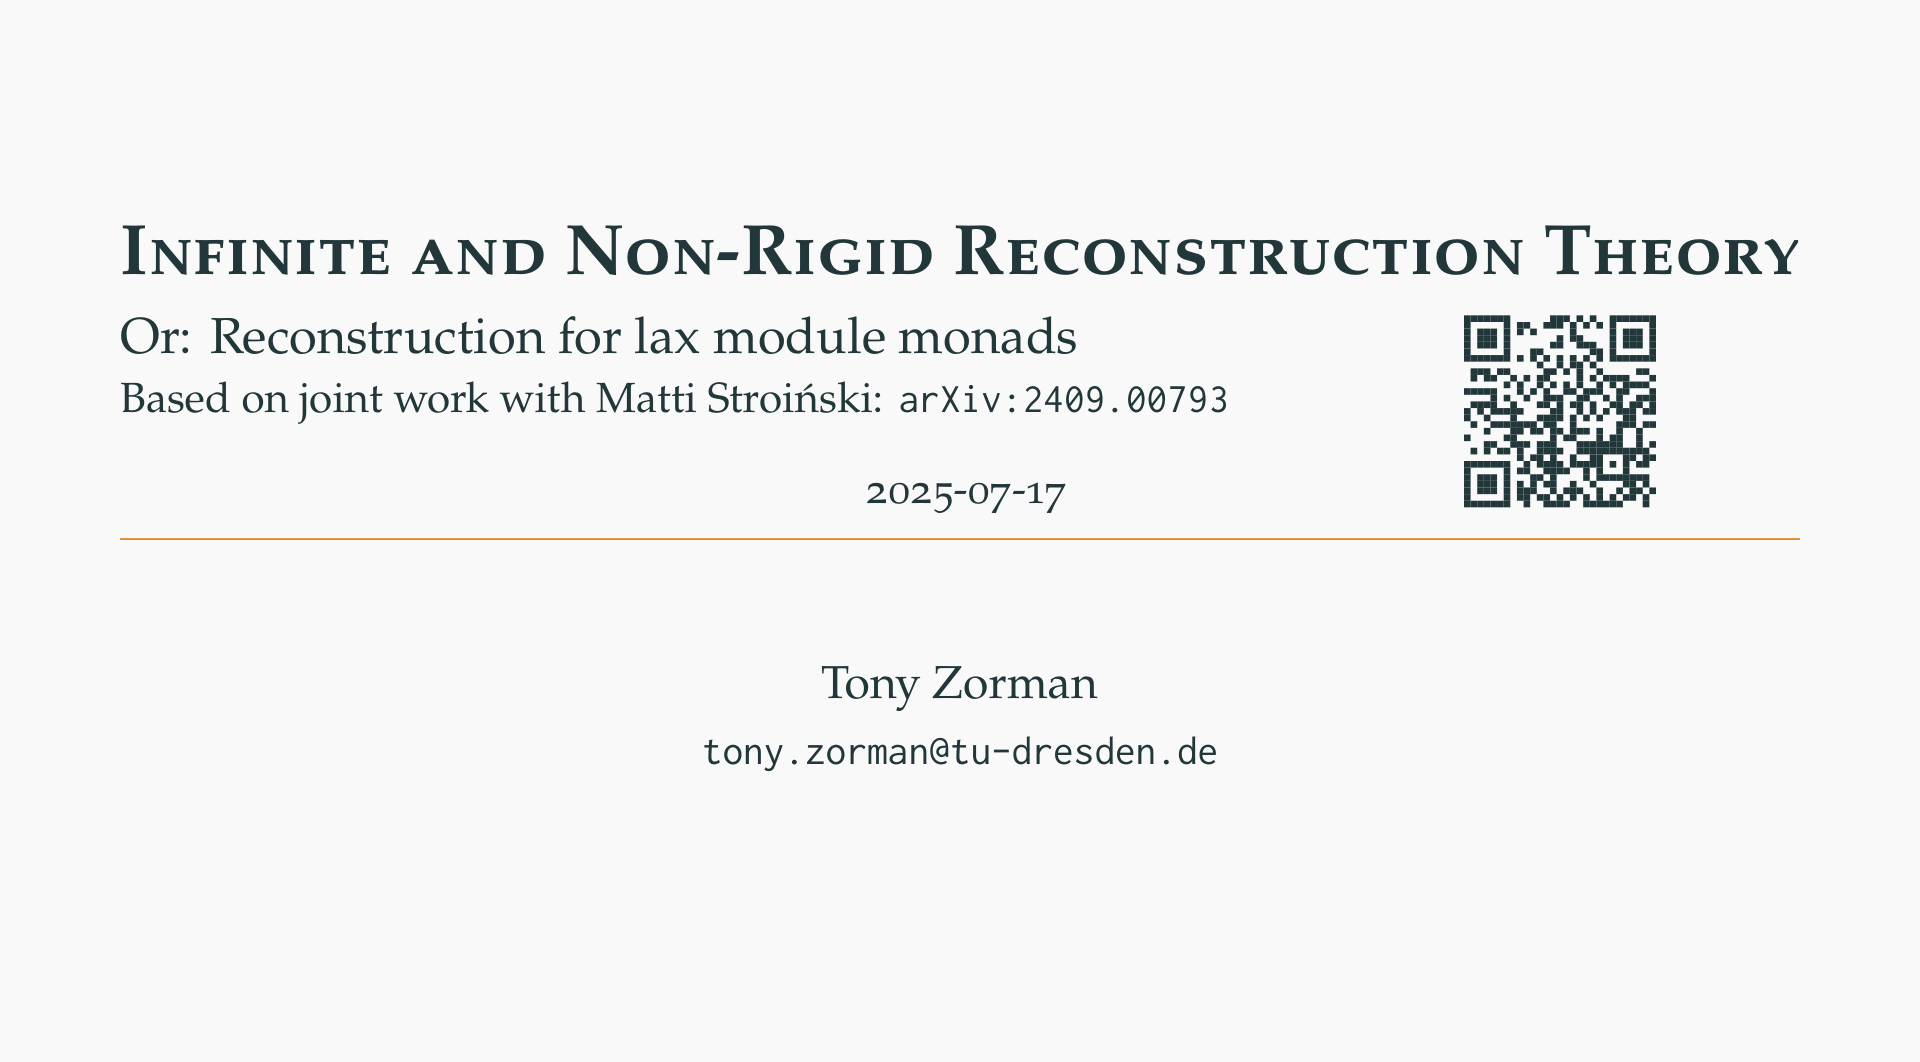 Infinite and Non-Rigid Reconstruction Theory
Or: Reconstruction for lax module monads
Based on joint work with Matti Stroiński: arXiv:2409.00793
2025-07-17
Tony Zorman
tony.zorman@tu-dresden.de